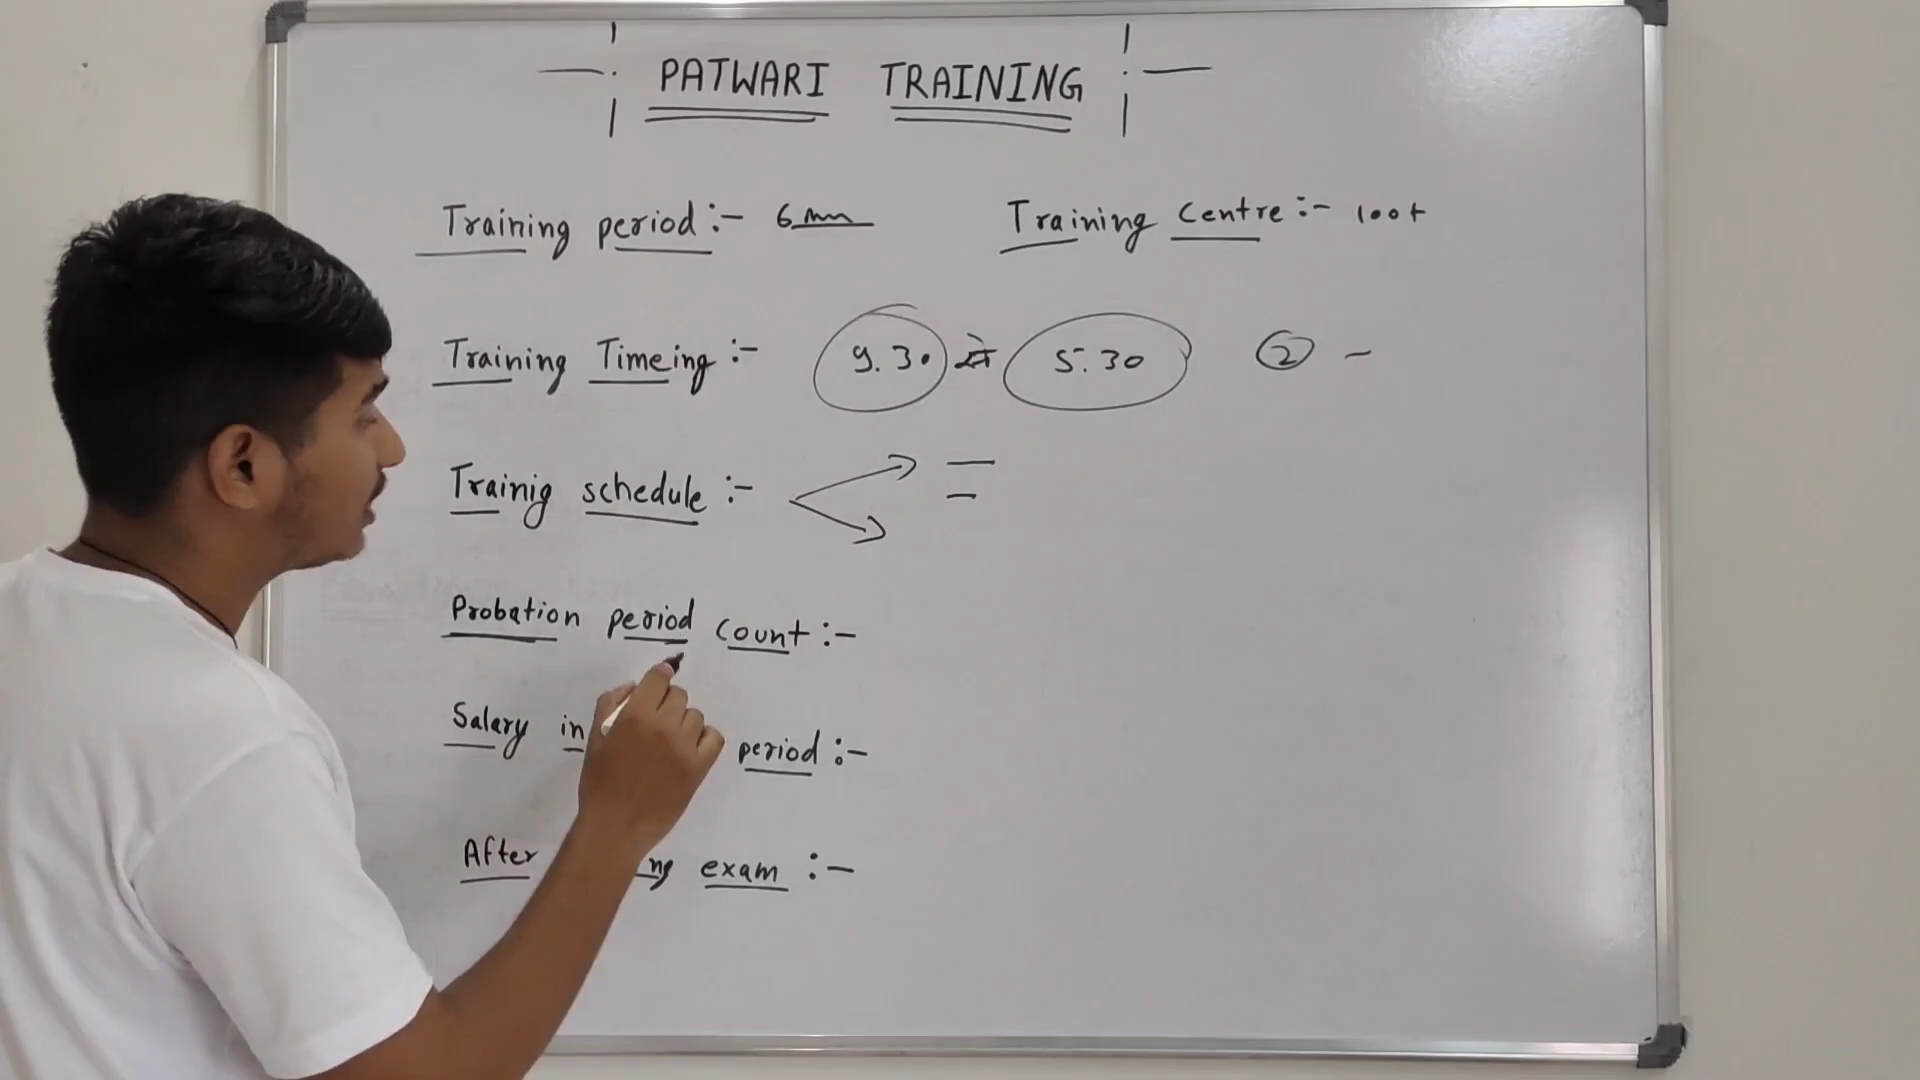 PATWARI TRAINING
Training period :- 6
Training Centre :- 100+
Training Timeing :- 9.30 5.30 2 -
Trainig schedule :-
Probation period count :-
Salary in period :-
After exam :-